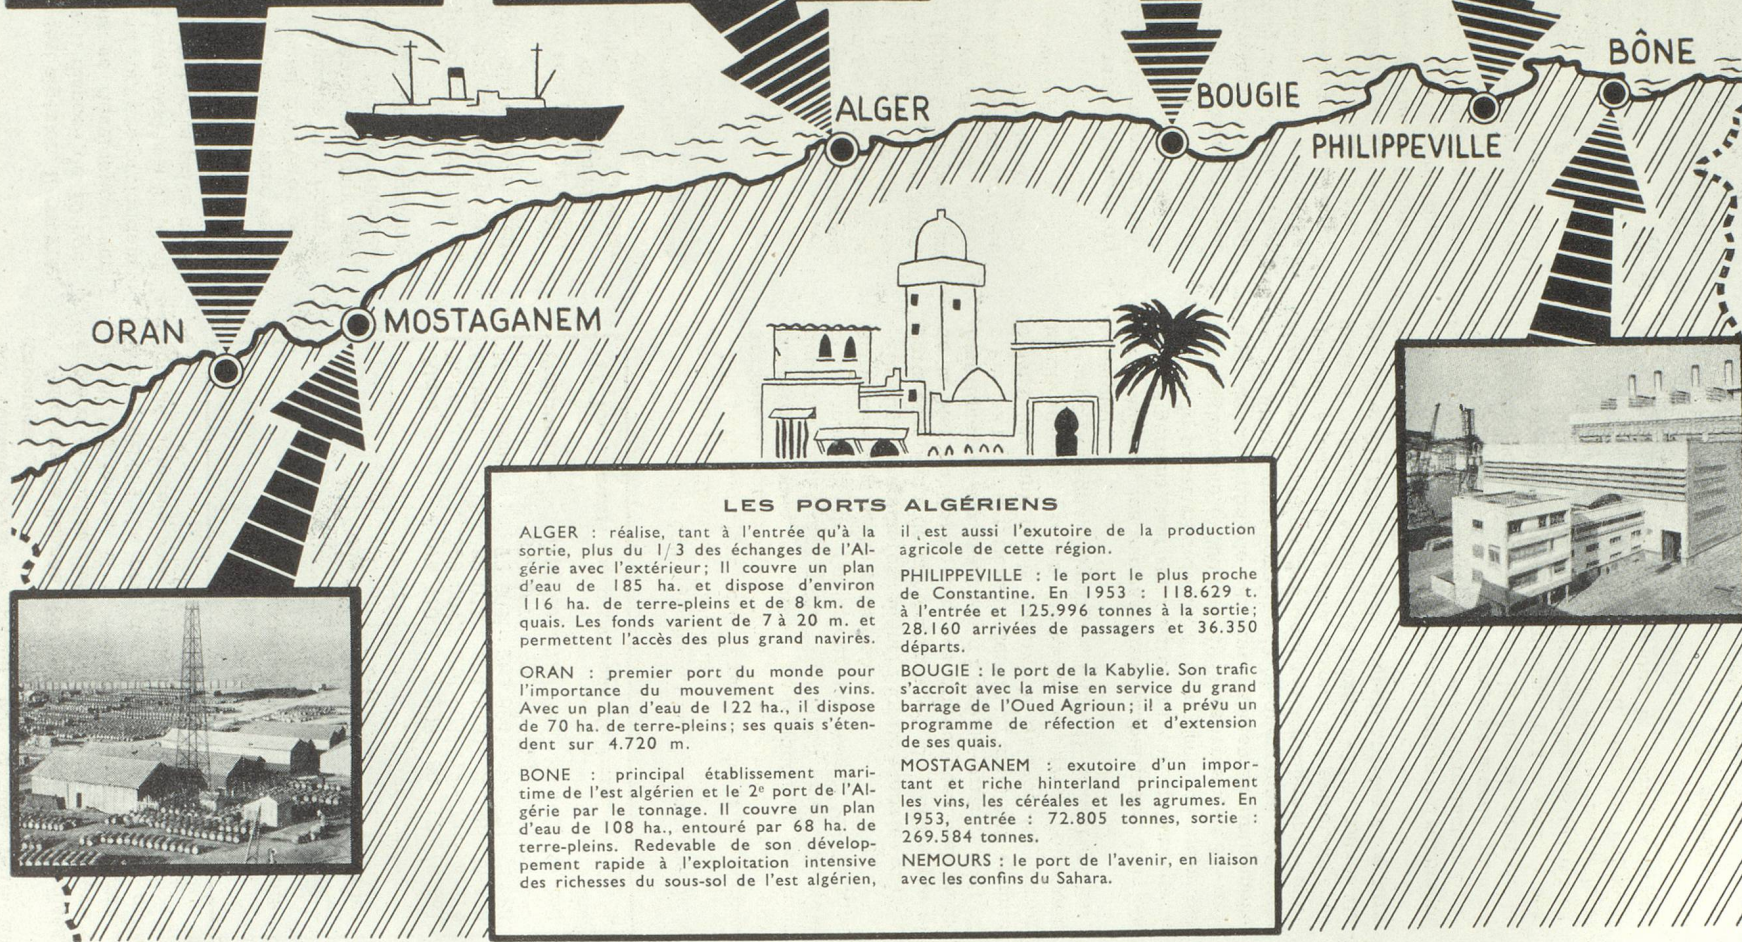 BÔNE
ALGER
BOUGIE
PHILIPPEVILLE
ORAN
MOSTAGANEM
LES PORTS ALGÉRIENS
ALGER : réalise, tant à l'entrée qu'à la
sortie, plus du 1/3 des échanges de l'Al-
gérie avec l'extérieur; Il couvre un plan
d'eau de 185 ha. et dispose d'environ
116 ha. de terre-pleins et de 8 km. de
quais. Les fonds varient de 7 à 20 m. et
permettent l'accès des plus grand navires.
ORAN : premier port du monde pour
l'importance du mouvement des vins.
Avec un plan d'eau de 122 ha., il dispose
de 70 ha. de terre-pleins; ses quais s'éten-
dent sur 4.720 m.
BONE : principal établissement mari-
time de l'est algérien et le 2e port de l'Al-
gérie par le tonnage. Il couvre un plan
d'eau de 108 ha., entouré par 68 ha. de
terre-pleins. Redevable de son dévelop-
pement rapide à l'exploitation intensive
des richesses du sous-sol de l'est algérien,
il est aussi l'exutoire de la production
agricole de cette région.
PHILIPPEVILLE : le port le plus proche
de Constantine. En 1953 : 118.629 t.
à l'entrée et 125.996 tonnes à la sortie;
28.160 arrivées de passagers et 36.350
départs.
BOUGIE : le port de la Kabylie. Son trafic
s'accroît avec la mise en service du grand
barrage de l'Oued Agrioun; il a prévu un
programme de réfection et d'extension
de ses quais.
MOSTAGANEM : exutoire d'un impor-
tant et riche hinterland principalement
les vins, les céréales et les agrumes. En
1953, entrée : 72.805 tonnes, sortie :
269.584 tonnes.
NEMOURS : le port de l'avenir, en liaison
avec les confins du Sahara.